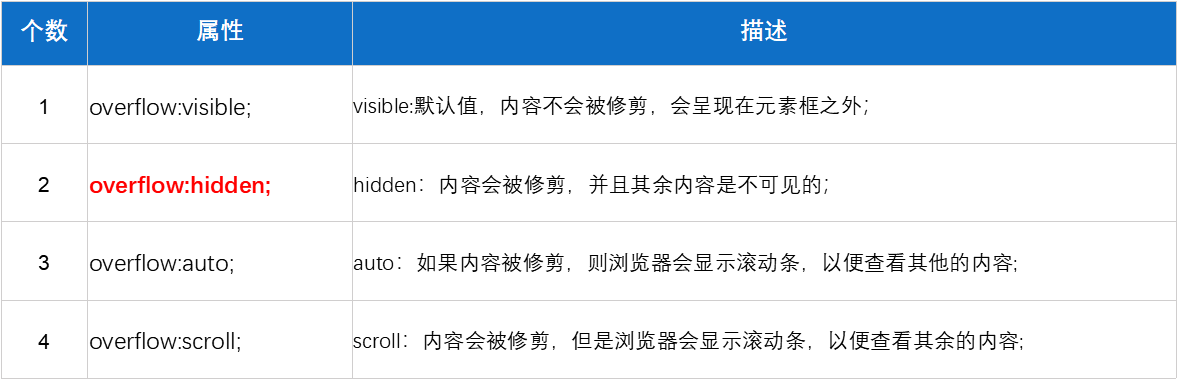 个数 属性 描述
1 overflow:visible; visible:默认值，内容不会被修剪，会呈现在元素框之外；
2 overflow:hidden; hidden：内容会被修剪，并且其余内容是不可见的；
3 overflow:auto; auto：如果内容被修剪，则浏览器会显示滚动条，以便查看其他的内容;
4 overflow:scroll; scroll：内容会被修剪，但是浏览器会显示滚动条，以便查看其余的内容;